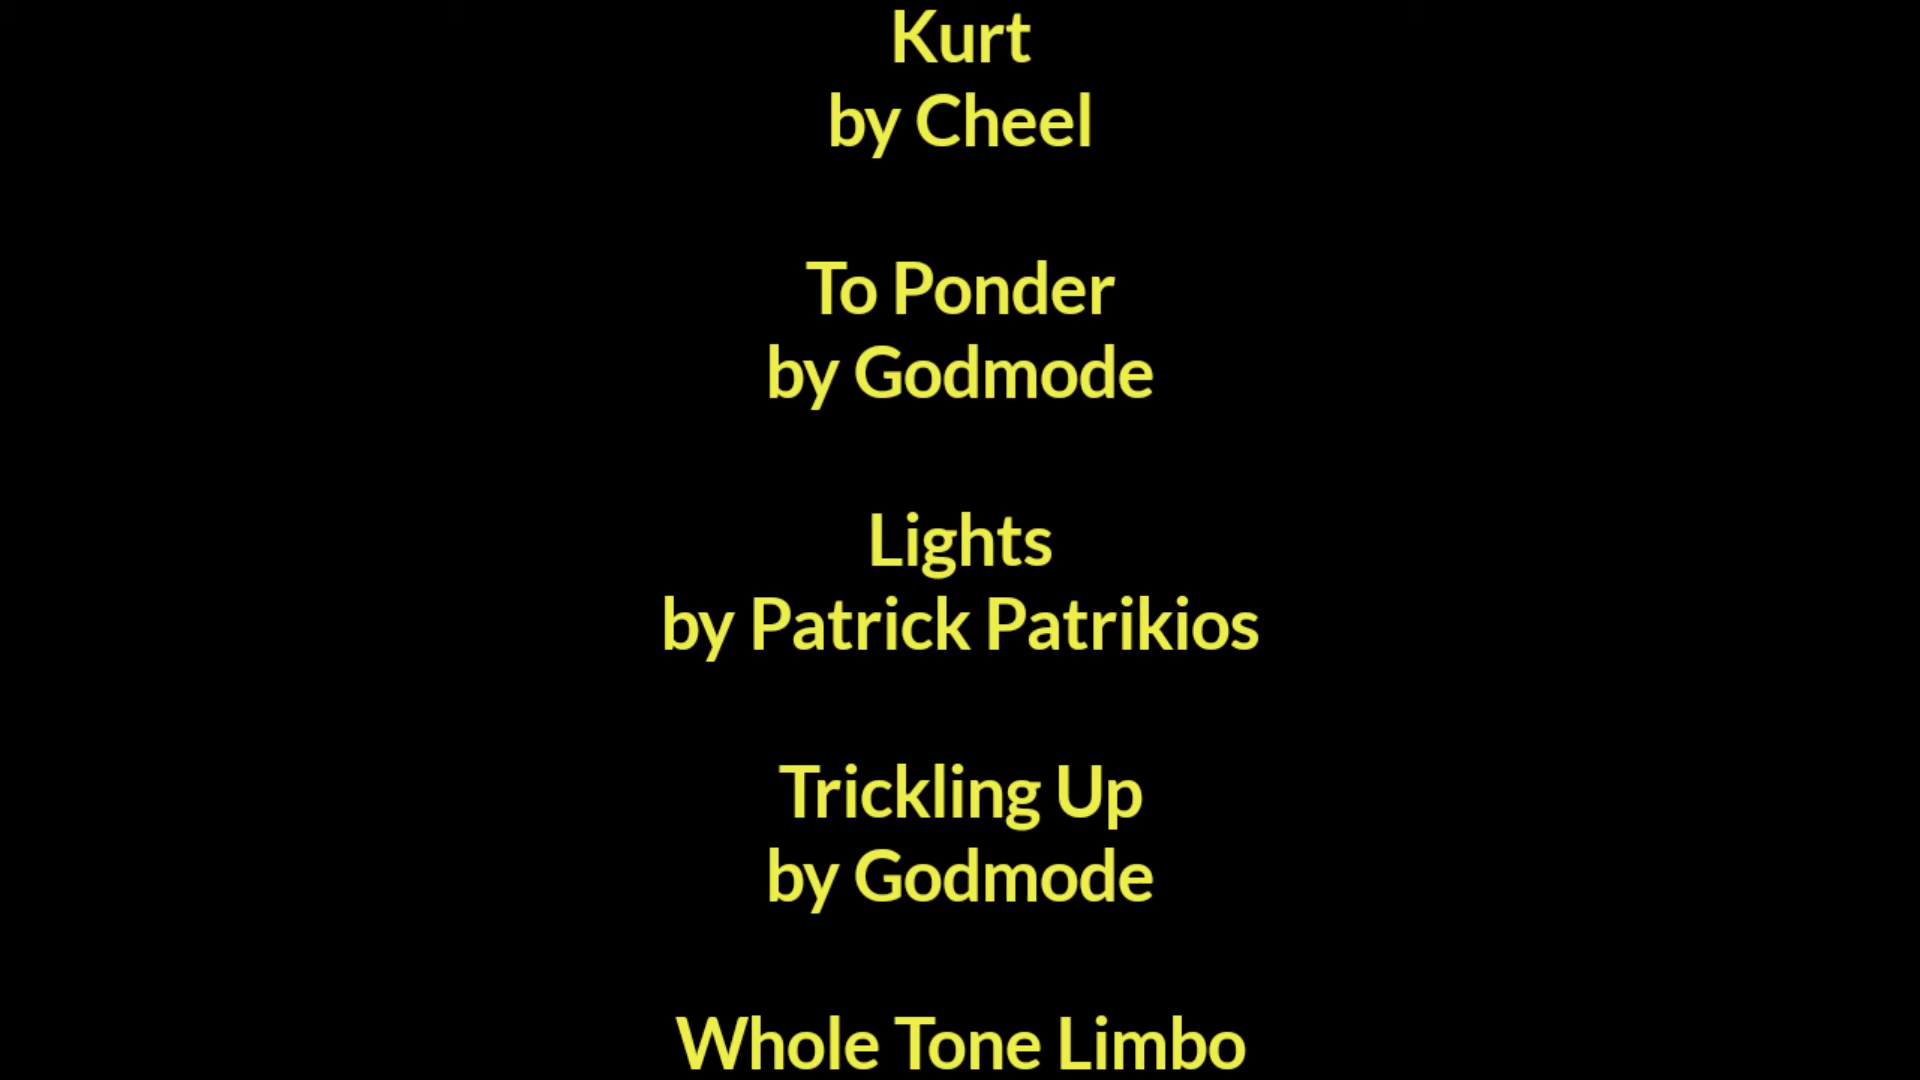 Kurt
by Cheel
To Ponder
by Godmode
Lights
by Patrick Patrikios
Trickling Up
by Godmode
Whole Tone Limbo